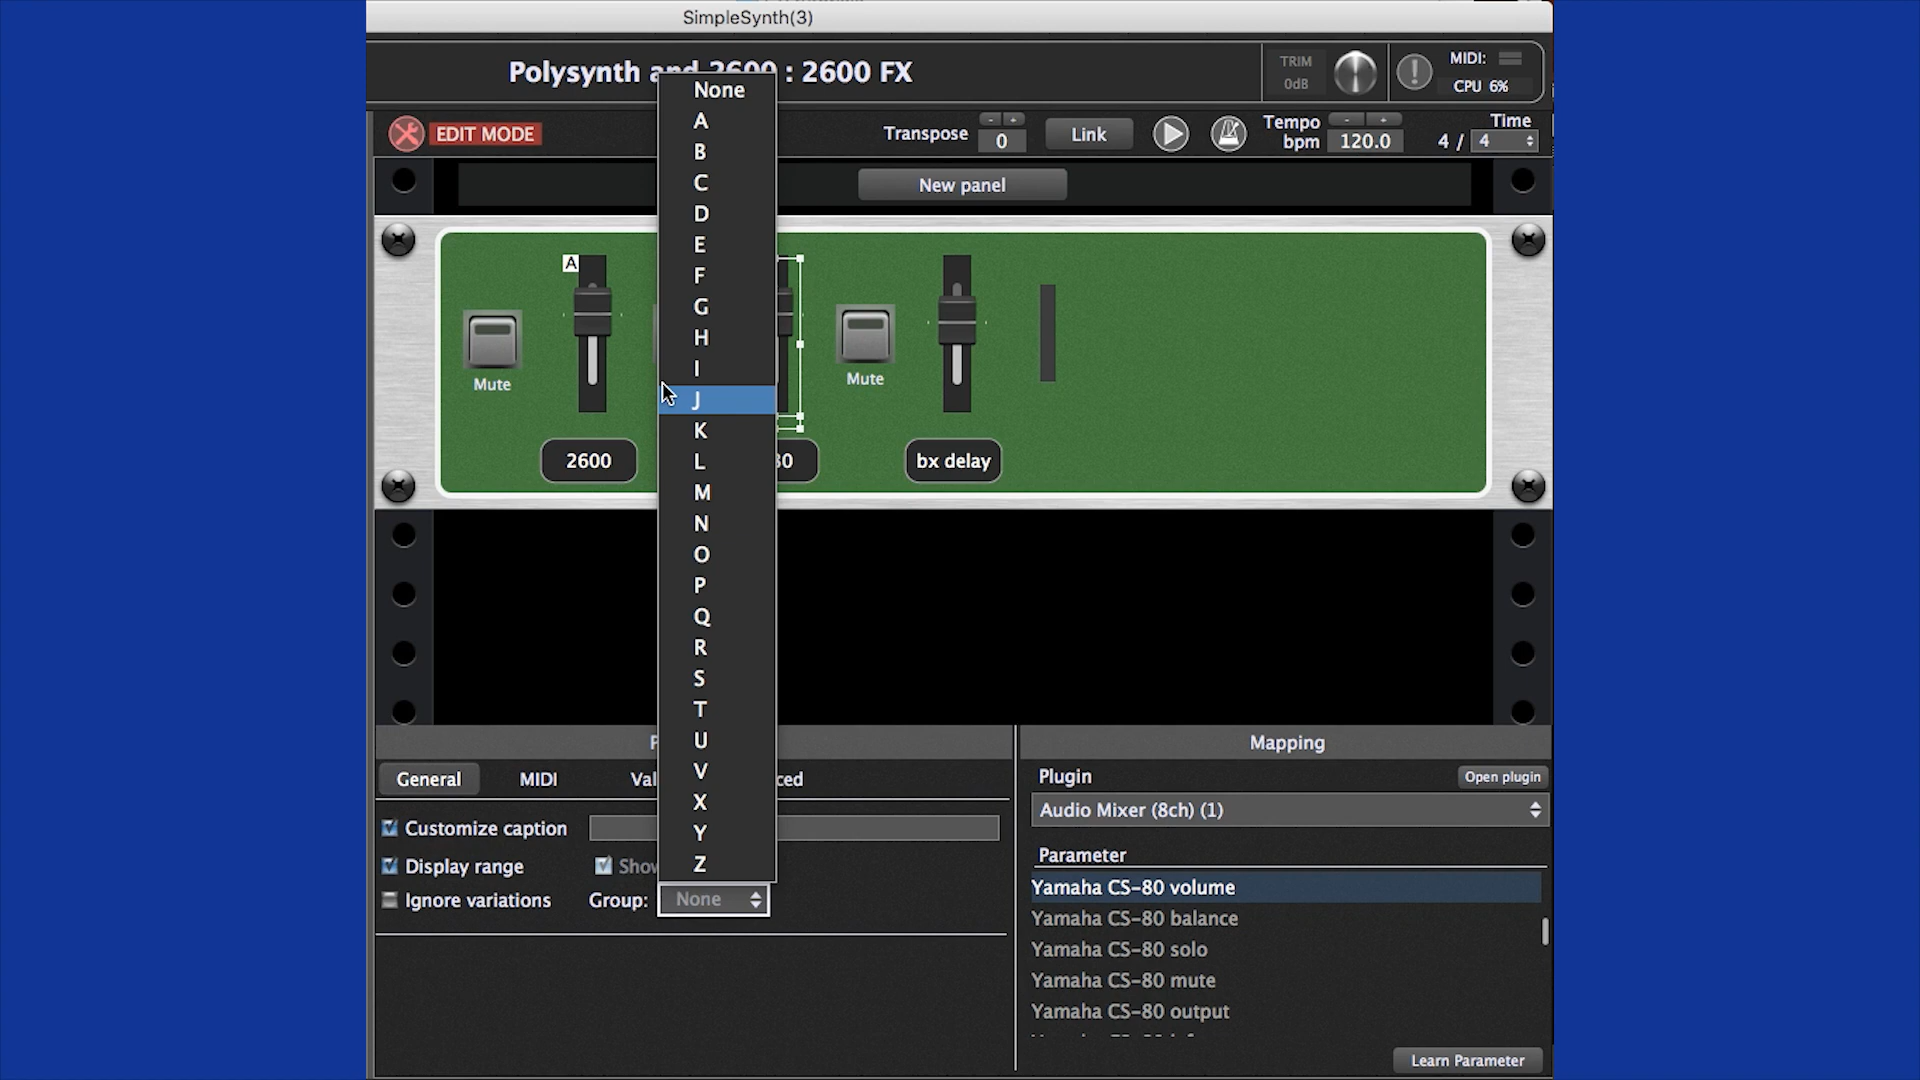 SimpleSynth(3)
Polysynth and 2600 : 2600 FX
TRIM
0dB
MIDI:
CPU 6%
EDIT MODE
Transpose
- +
0
Link
Tempo
bpm
- +
120.0
Time
4 / 4
New panel
None
A
B
C
D
E
F
G
H
I
J
K
L
M
N
O
P
Q
R
S
T
U
V
X
Y
Z
A
Mute
2600
Mute
bx delay
General
MIDI
Customize caption
Display range
Show
Ignore variations
Group:
None
Mapping
Plugin
Open plugin
Audio Mixer (8ch) (1)
Parameter
Yamaha CS-80 volume
Yamaha CS-80 balance
Yamaha CS-80 solo
Yamaha CS-80 mute
Yamaha CS-80 output
Learn Parameter